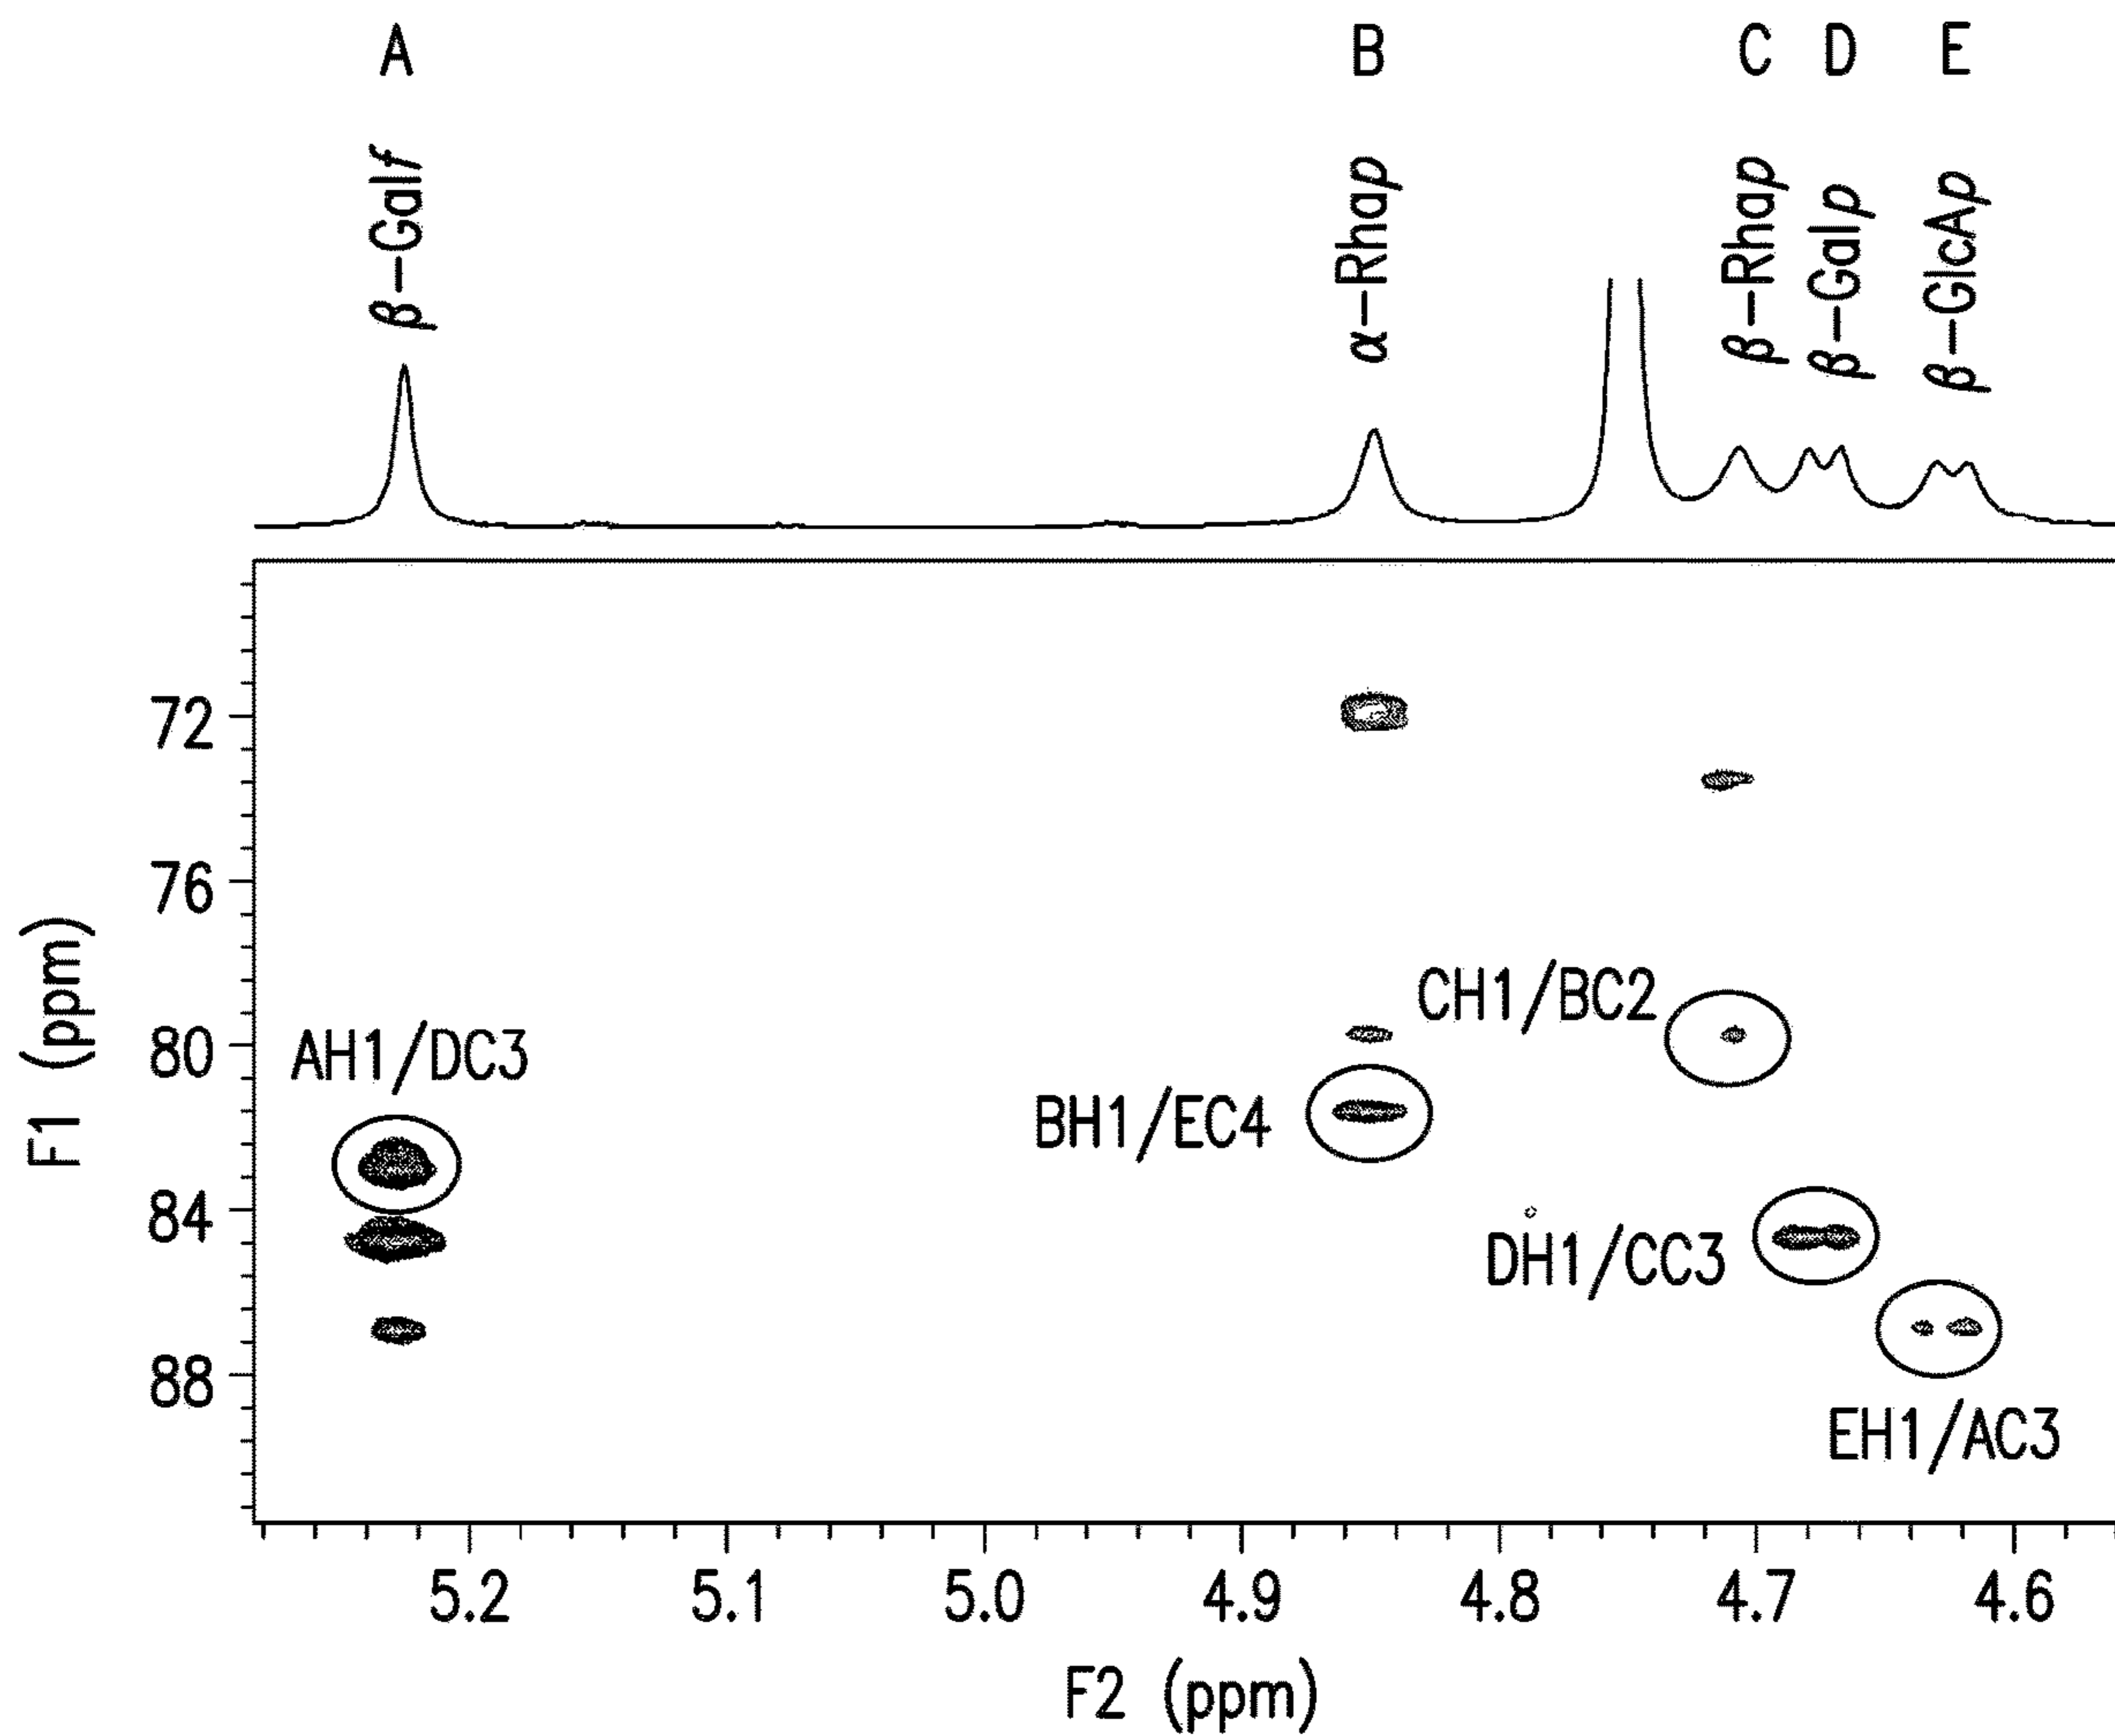 A B C D E
β-Galf α-Rhap β-Rhap β-Galp β-GlcAp
72
76
80
84
88
F1 (ppm)
CH1/BC2
AH1/DC3
BH1/EC4
DH1/CC3
EH1/AC3
5.2 5.1 5.0 4.9 4.8 4.7 4.6
F2 (ppm)